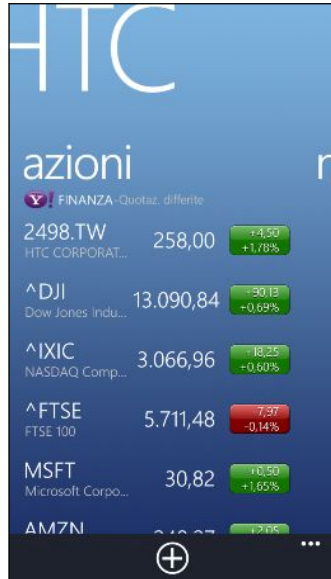 HTC
azioni
Y! FINANZA-Quotaz. differite
2498.TW 258,00 +4,50
HTC CORPORAT... +1,78%
^DJI 13.090,84 +90,13
Dow Jones Indu... +0,69%
^IXIC 3.066,96 +18,25
NASDAQ Comp... +0,60%
^FTSE 5.711,48 -7,97
FTSE 100 -0,14%
MSFT 30,82 +0,50
Microsoft Corpo... +1,65%
AMZN +2,05